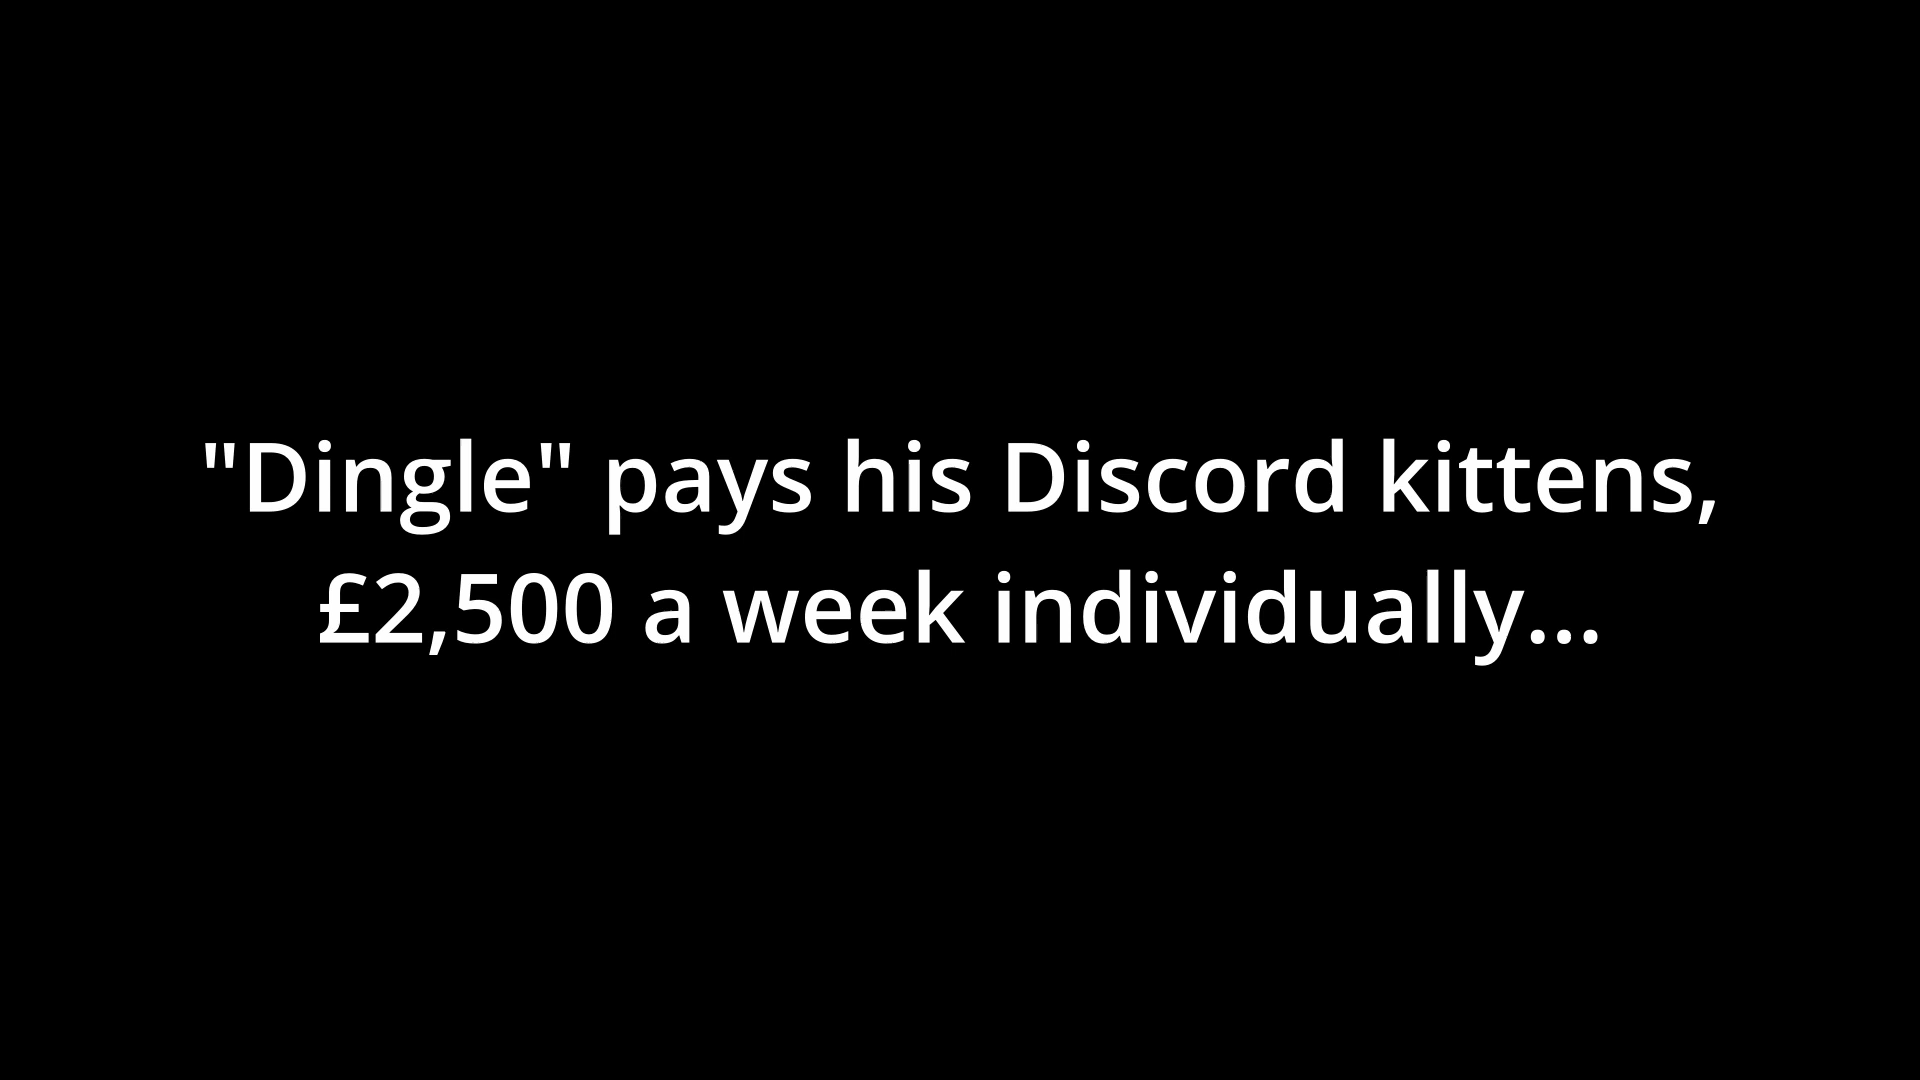 "Dingle" pays his Discord kittens,
£2,500 a week individually...